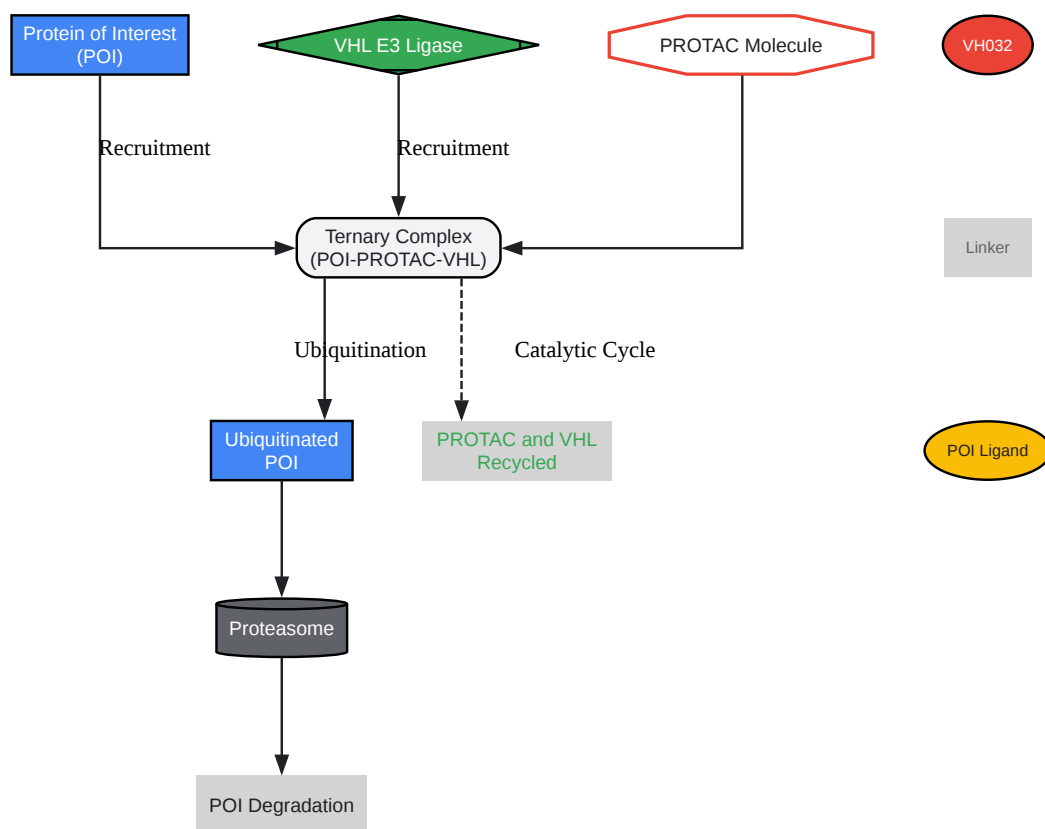 Protein of Interest
(POI)
VHL E3 Ligase
PROTAC Molecule
VH032
Recruitment
Recruitment
Ternary Complex
(POI-PROTAC-VHL)
Linker
Ubiquitination
Catalytic Cycle
Ubiquitinated
POI
PROTAC and VHL
Recycled
POI Ligand
Proteasome
POI Degradation